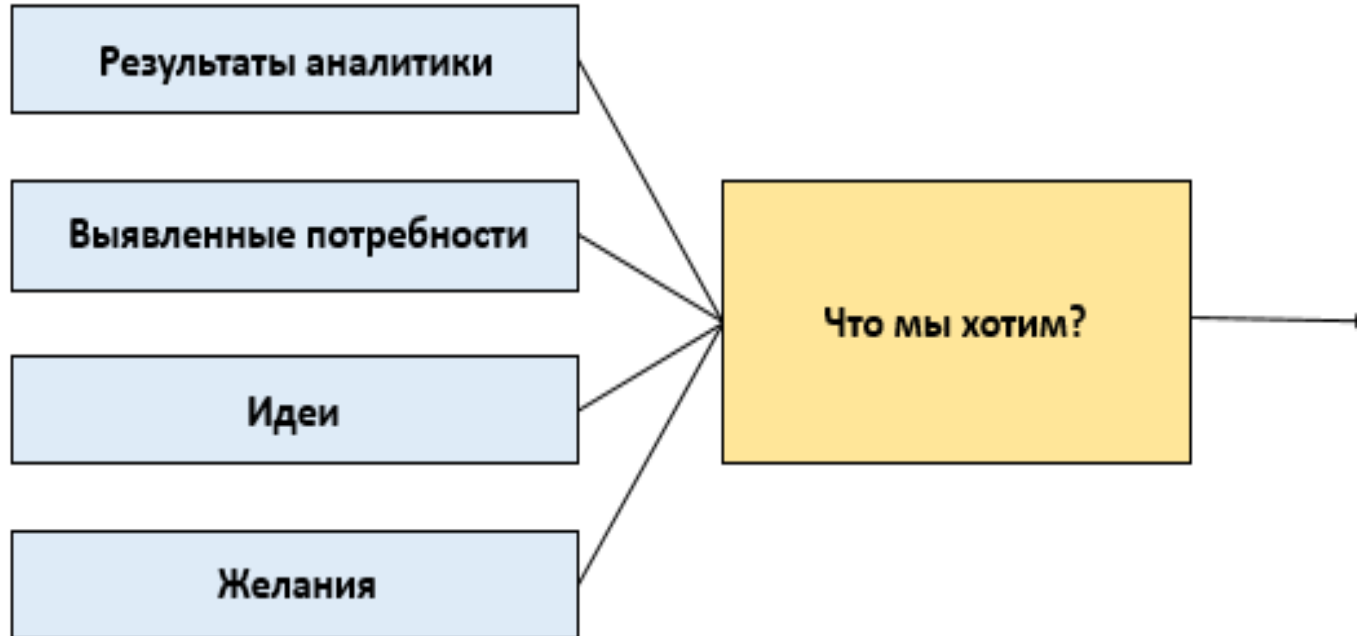 Результаты аналитики
Выявленные потребности
Что мы хотим?
Идеи
Желания